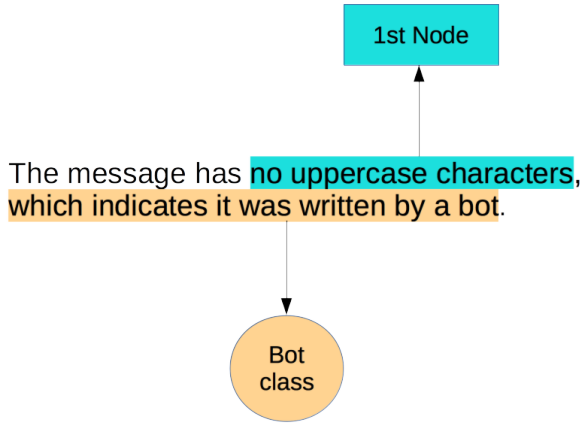 1st Node
The message has no uppercase characters,
which indicates it was written by a bot.
Bot
class